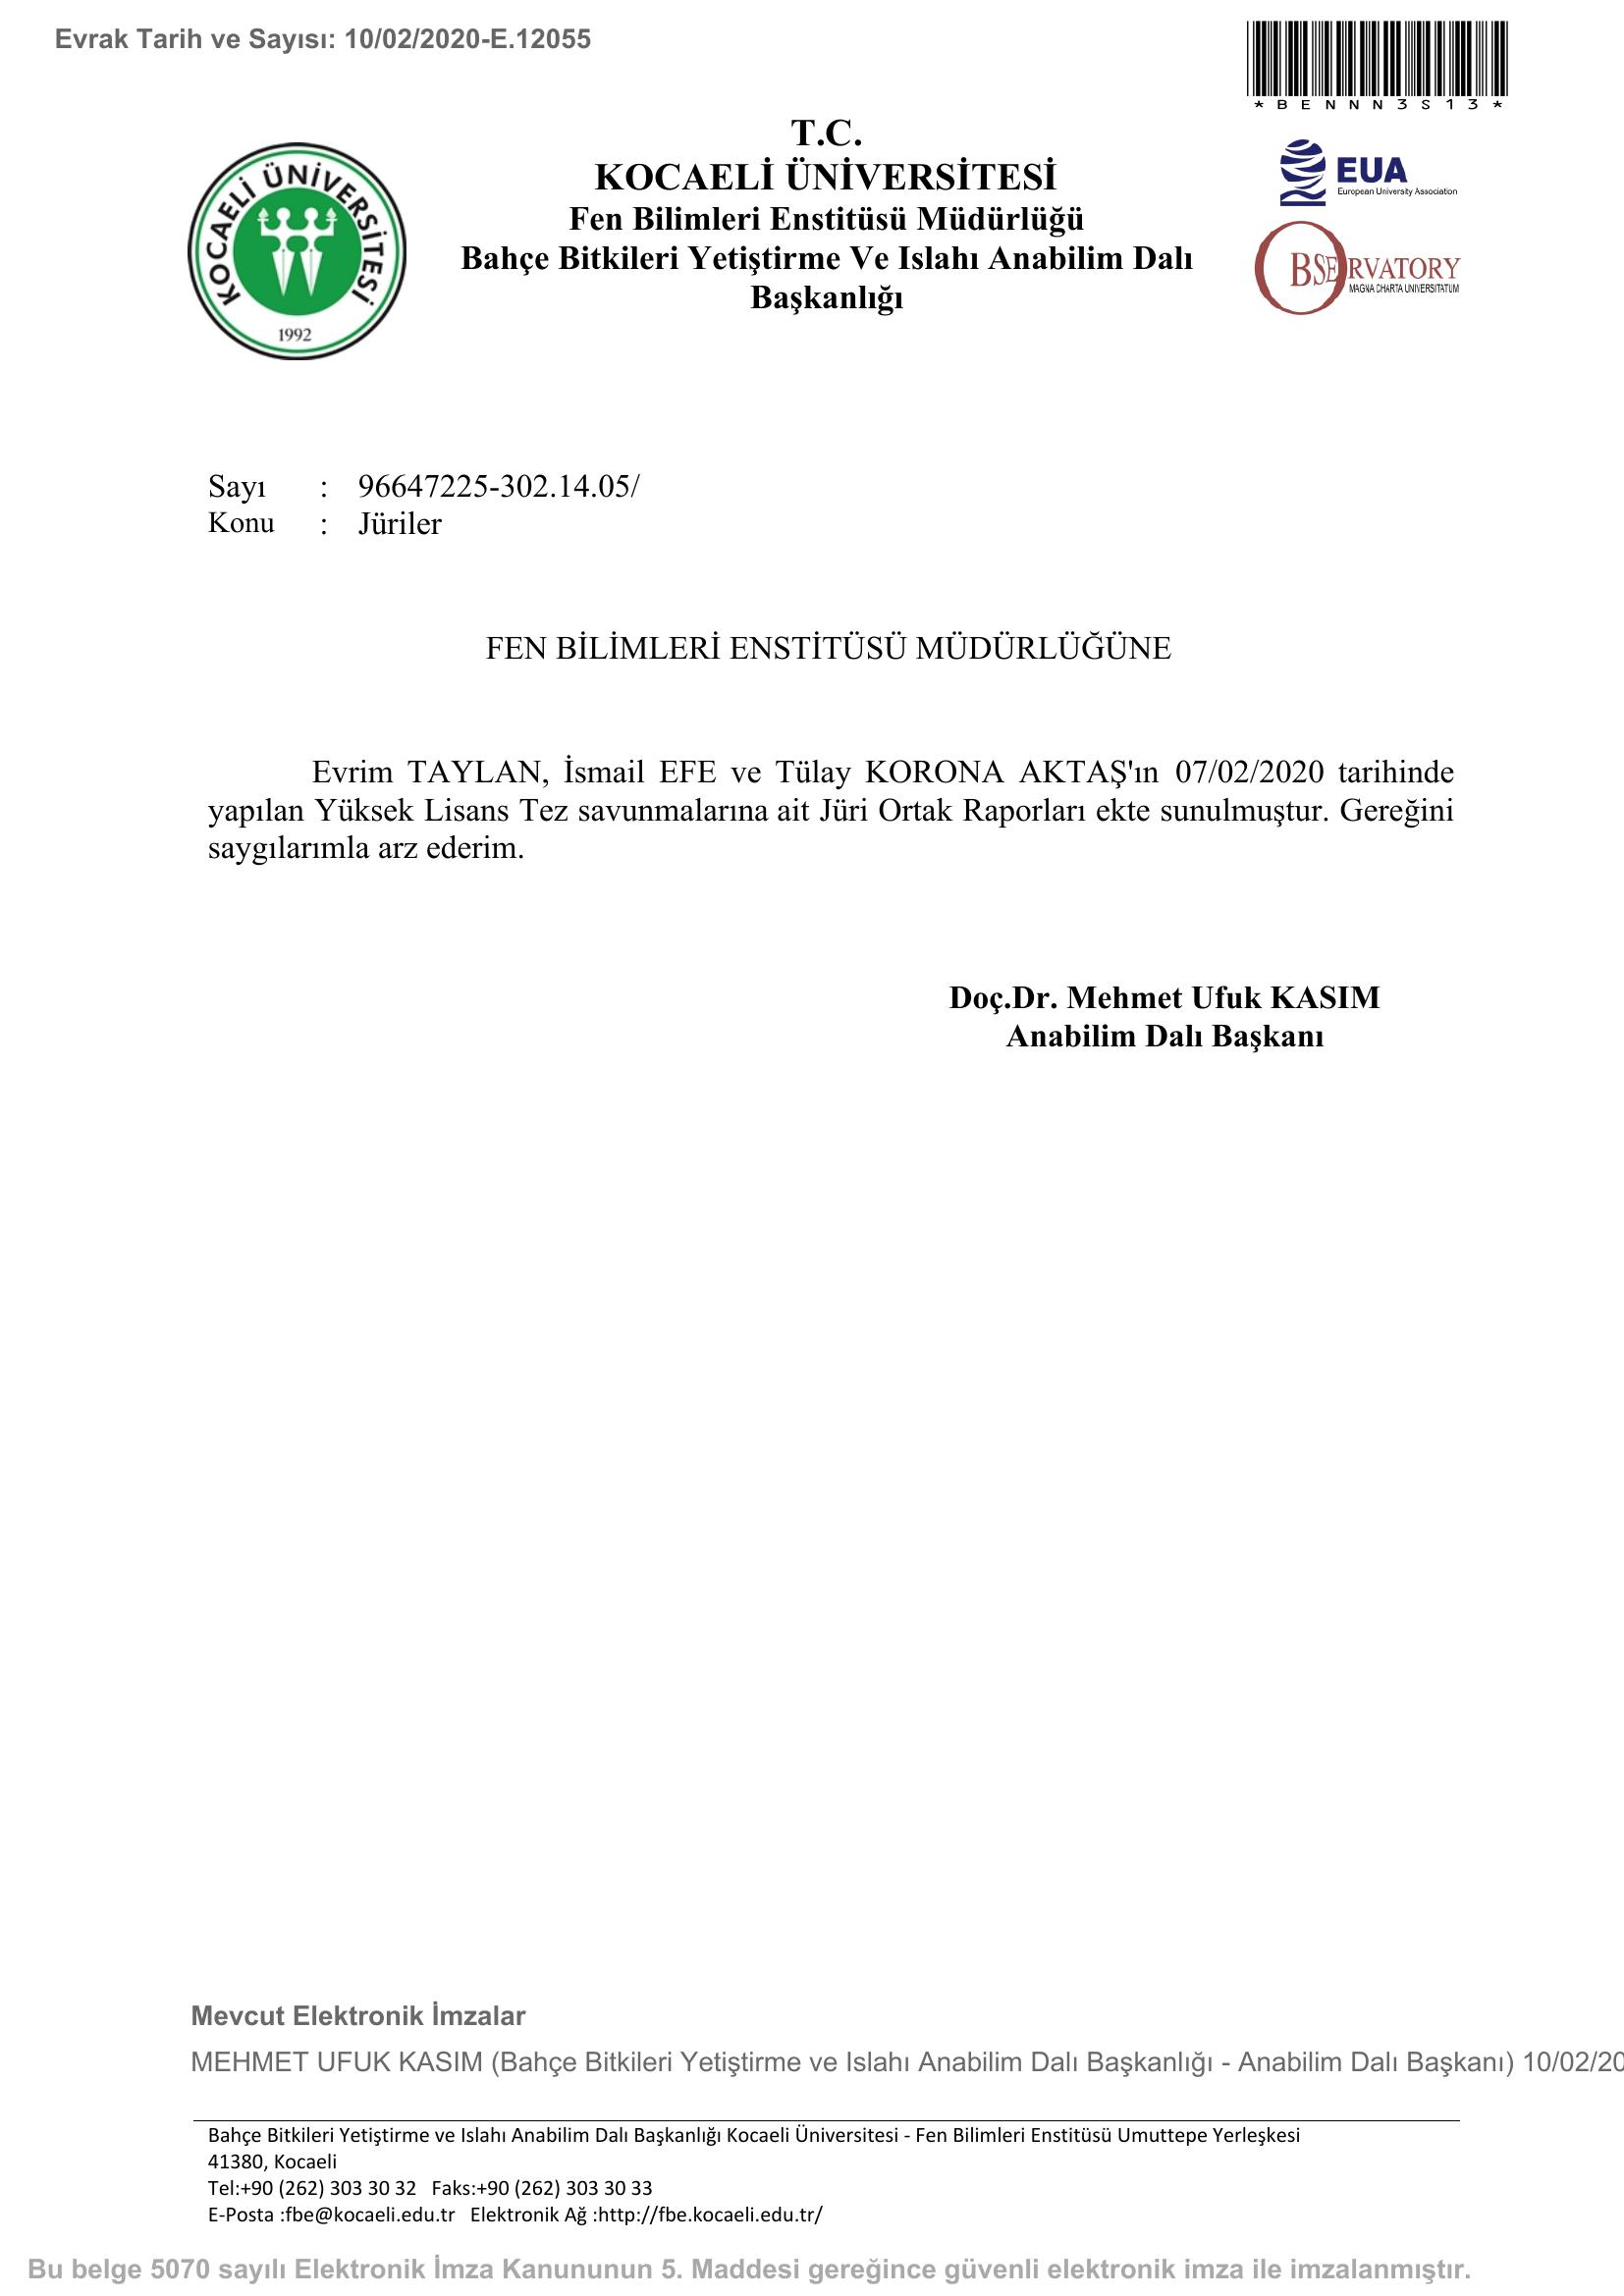 Evrak Tarih ve Sayısı: 10/02/2020-E.12055
*BENNN3S13*
T.C.
KOCAELİ ÜNİVERSİTESİ
Fen Bilimleri Enstitüsü Müdürlüğü
Bahçe Bitkileri Yetiştirme Ve Islahı Anabilim Dalı
Başkanlığı
KOCAELİ ÜNİVERSİTESİ
1992
EUA
European University Association
OBSERVATORY
MAGNA CHARTA UNIVERSITATUM
Sayı : 96647225-302.14.05/
Konu : Jüriler
FEN BİLİMLERİ ENSTİTÜSÜ MÜDÜRLÜĞÜNE
Evrim TAYLAN, İsmail EFE ve Tülay KORONA AKTAŞ'ın 07/02/2020 tarihinde
yapılan Yüksek Lisans Tez savunmalarına ait Jüri Ortak Raporları ekte sunulmuştur. Gereğini
saygılarımla arz ederim.
Doç.Dr. Mehmet Ufuk KASIM
Anabilim Dalı Başkanı
Mevcut Elektronik İmzalar
MEHMET UFUK KASIM (Bahçe Bitkileri Yetiştirme ve Islahı Anabilim Dalı Başkanlığı - Anabilim Dalı Başkanı) 10/02/20
Bahçe Bitkileri Yetiştirme ve Islahı Anabilim Dalı Başkanlığı Kocaeli Üniversitesi - Fen Bilimleri Enstitüsü Umuttepe Yerleşkesi
41380, Kocaeli
Tel:+90 (262) 303 30 32 Faks:+90 (262) 303 30 33
E-Posta :fbe@kocaeli.edu.tr Elektronik Ağ :http://fbe.kocaeli.edu.tr/
Bu belge 5070 sayılı Elektronik İmza Kanununun 5. Maddesi gereğince güvenli elektronik imza ile imzalanmıştır.